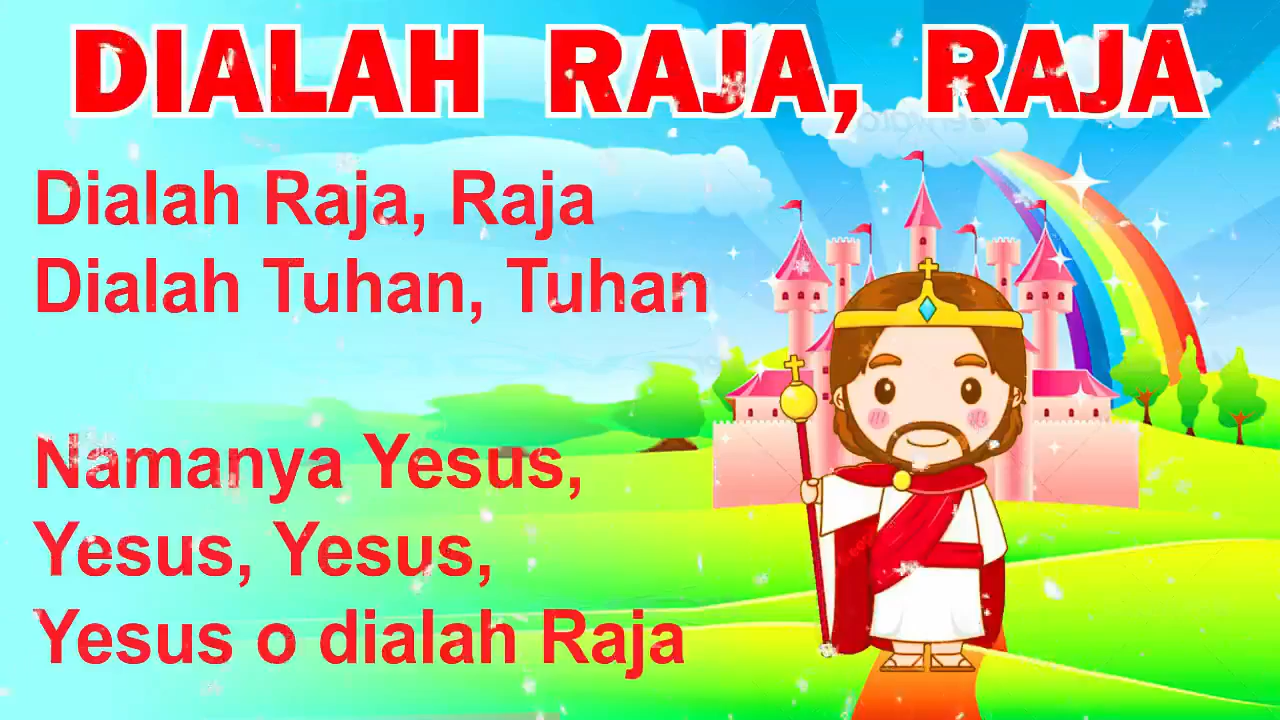 DIALAH RAJA, RAJA
Dialah Raja, Raja
Dialah Tuhan, Tuhan
Namanya Yesus,
Yesus, Yesus,
Yesus o dialah Raja